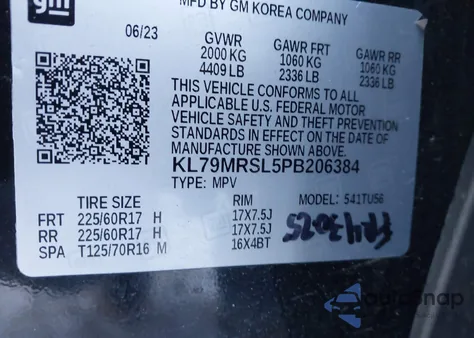 gm
MFD BY GM KOREA COMPANY
06/23
GVWR GAWR FRT GAWR RR
2000 KG 1060 KG 1060 KG
4409 LB 2336 LB 2336 LB
THIS VEHICLE CONFORMS TO ALL
APPLICABLE U.S. FEDERAL MOTOR
VEHICLE SAFETY AND THEFT PREVENTION
STANDARDS IN EFFECT ON THE DATE OF
MANUFACTURE SHOWN ABOVE.
KL79MRSL5PB206384
TYPE: MPV MODEL: 541TU56
TIRE SIZE RIM
FRT 225/60R17 H 17X7.5J
RR 225/60R17 H 17X7.5J
SPA T125/70R16 M 16X4BT
autoSnap